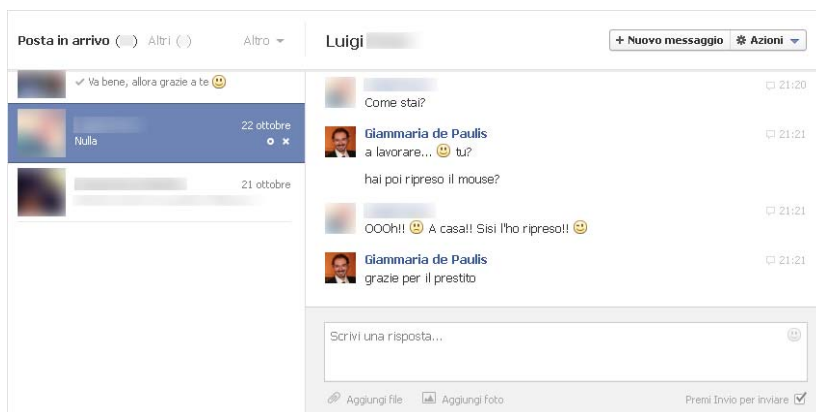 Posta in arrivo ( ) Altri ( ) Altro
Luigi
+ Nuovo messaggio Azioni
Va bene, allora grazie a te
22 ottobre
Nulla
21 ottobre
21:20
Come stai?
Giammaria de Paulis 21:21
a lavorare... tu?
hai poi ripreso il mouse?
21:21
OOOh!! A casa!! Sisi l'ho ripreso!!
Giammaria de Paulis 21:21
grazie per il prestito
Scrivi una risposta...
Aggiungi file Aggiungi foto Premi Invio per inviare